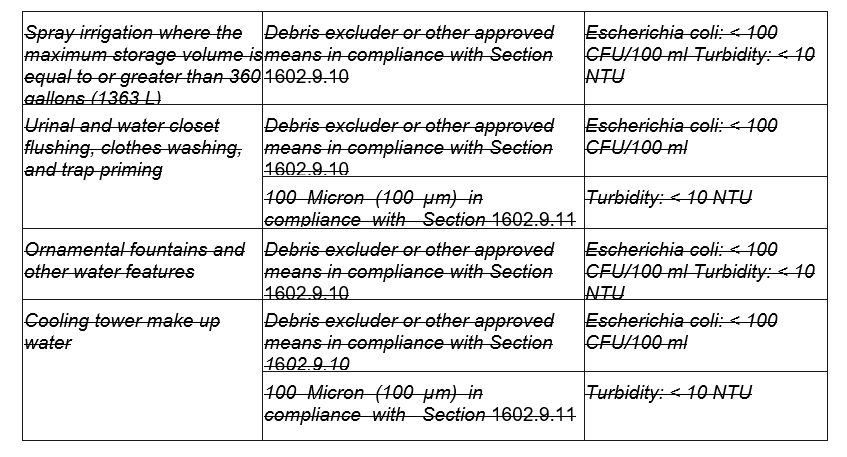 Spray irrigation where the
maximum storage volume is
equal to or greater than 360
gallons (1363 L)
Debris excluder or other approved
means in compliance with Section
1602.9.10
Escherichia coli: < 100
CFU/100 ml Turbidity: < 10
NTU
Urinal and water closet
flushing, clothes washing,
and trap priming
Debris excluder or other approved
means in compliance with Section
1602.9.10
Escherichia coli: < 100
CFU/100 ml
100 Micron (100 µm) in
compliance with Section 1602.9.11
Turbidity: < 10 NTU
Ornamental fountains and
other water features
Debris excluder or other approved
means in compliance with Section
1602.9.10
Escherichia coli: < 100
CFU/100 ml Turbidity: < 10
NTU
Cooling tower make up
water
Debris excluder or other approved
means in compliance with Section
1602.9.10
Escherichia coli: < 100
CFU/100 ml
100 Micron (100 µm) in
compliance with Section 1602.9.11
Turbidity: < 10 NTU